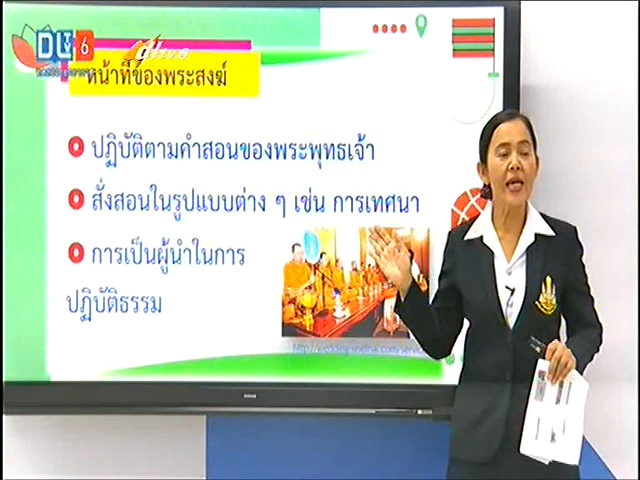 DLTV 6
หน้าที่ของพระสงฆ์
ปฏิบัติตามคำสอนของพระพุทธเจ้า
สั่งสอนในรูปแบบต่าง ๆ เช่น การเทศนา
การเป็นผู้นำในการ
ปฏิบัติธรรม